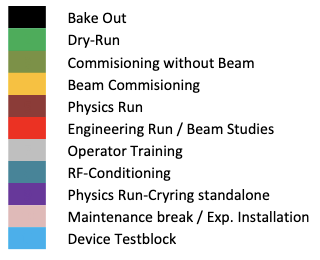 Bake Out
Dry-Run
Commisioning without Beam
Beam Commisioning
Physics Run
Engineering Run / Beam Studies
Operator Training
RF-Conditioning
Physics Run-Cryring standalone
Maintenance break / Exp. Installation
Device Testblock